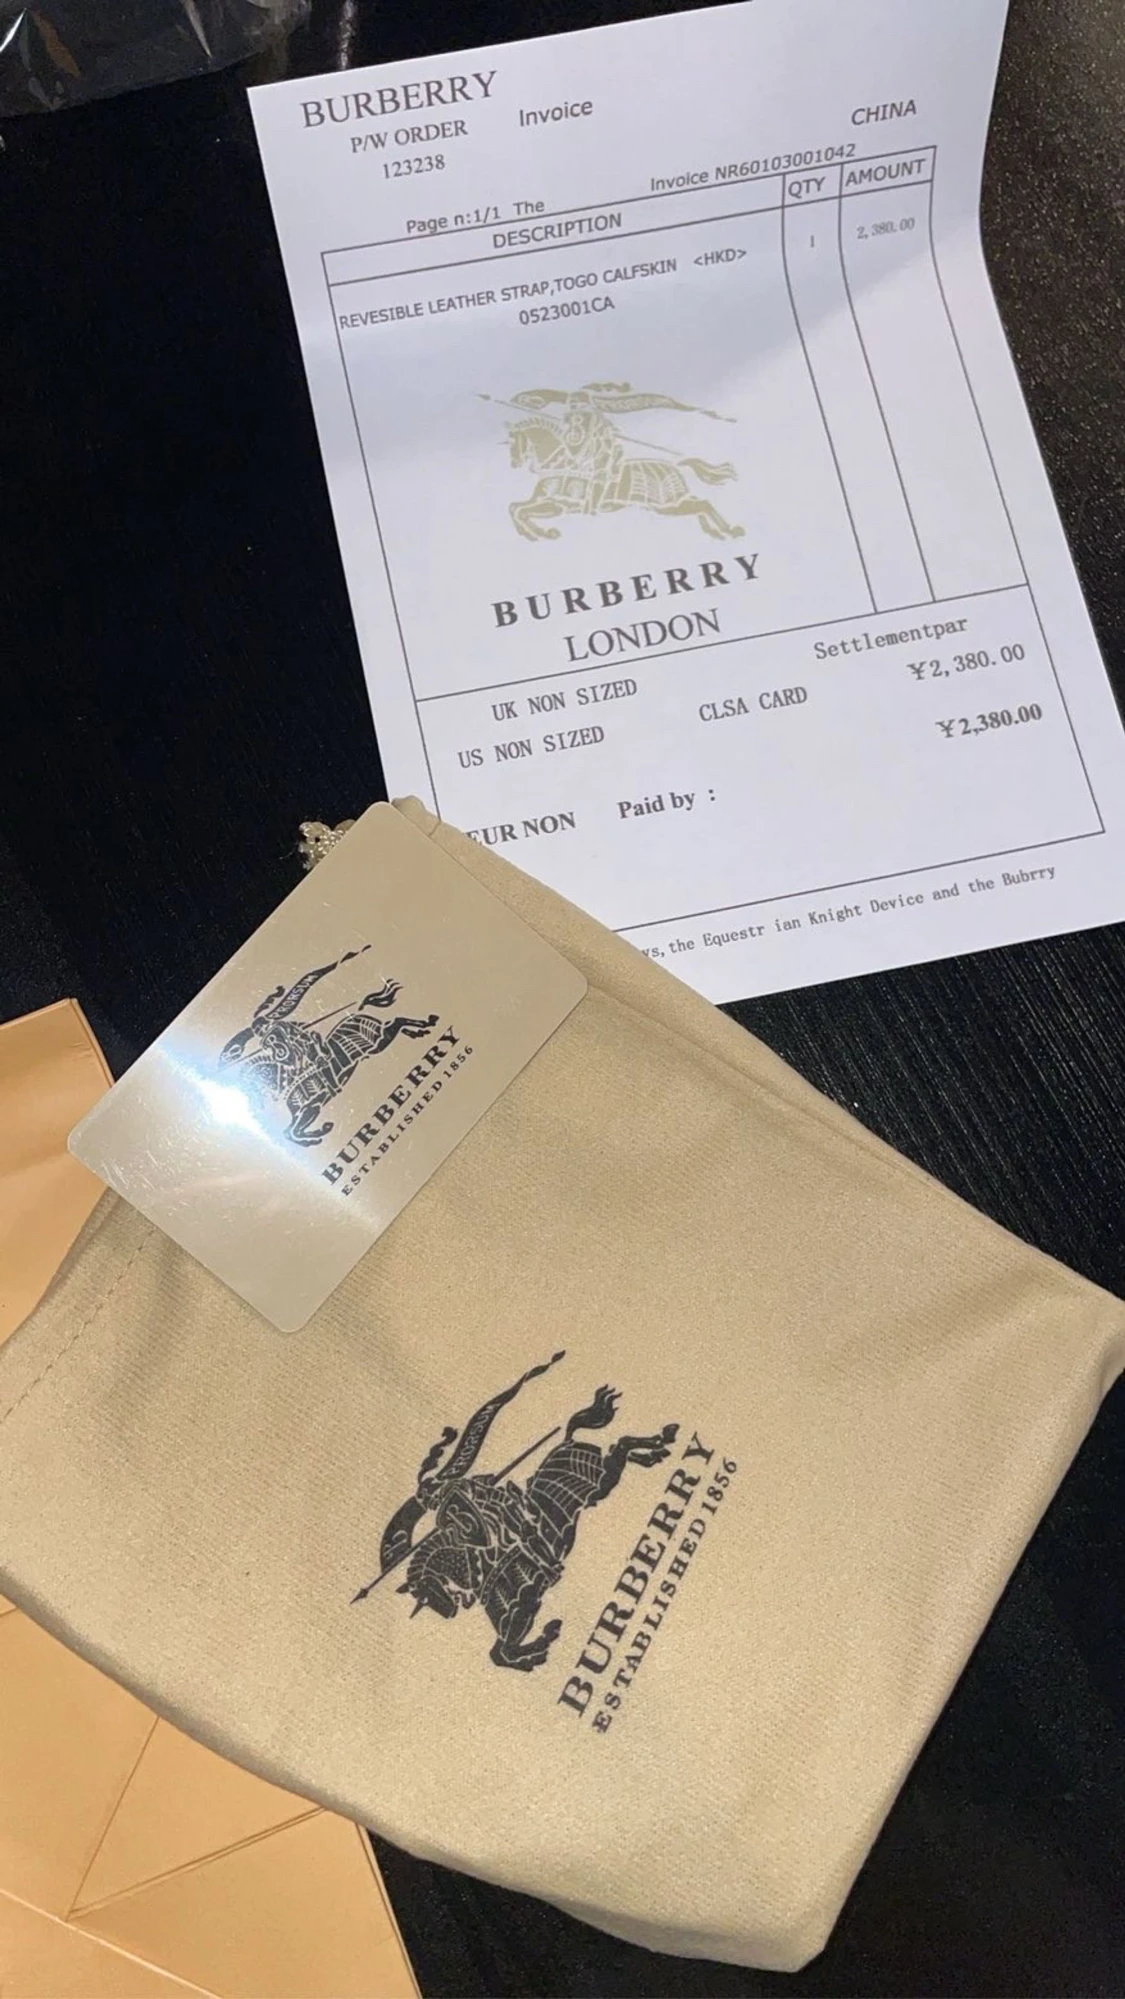 BURBERRY
P/W ORDER
123238
Invoice
CHINA
Invoice NR60103001042
Page n:1/1 The
DESCRIPTION
QTY
AMOUNT
REVESIBLE LEATHER STRAP,TOGO CALFSKIN <HKD>
1
2,380.00
0523001CA
PRORSUM
BURBERRY
LONDON
UK NON SIZED
Settlementpar
US NON SIZED
CLSA CARD
¥2,380.00
¥2,380.00
EUR NON
Paid by :
ys,the Equestr ian Knight Device and the Bubrry
PRORSUM
BURBERRY
ESTABLISHED 1856
PRORSUM
BURBERRY
ESTABLISHED 1856